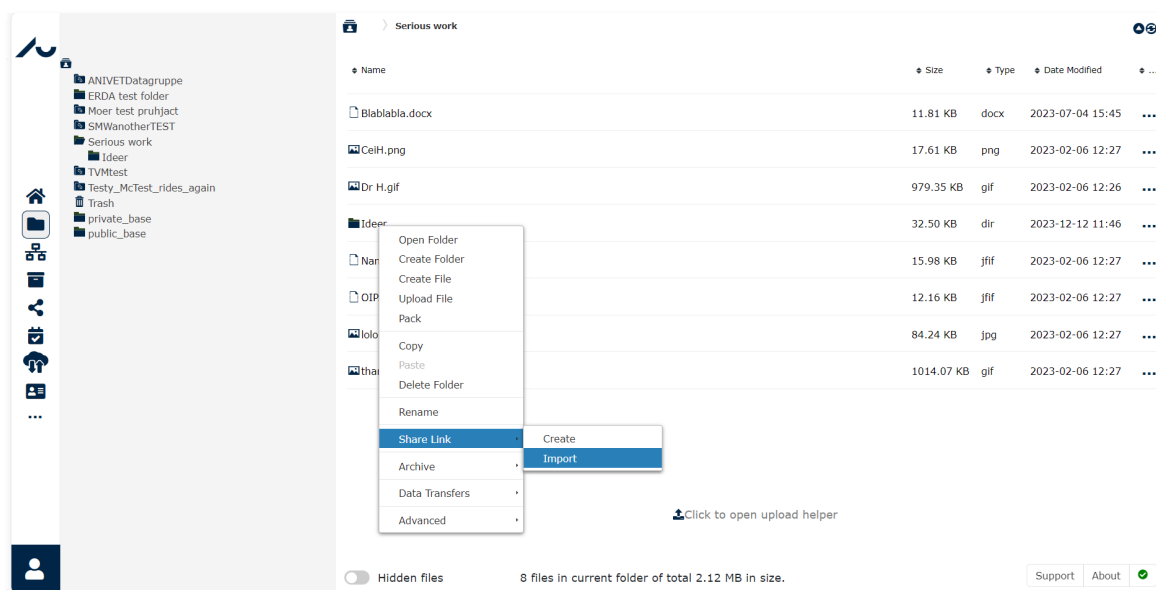 Serious work
ANIVETDatagruppe
ERDA test folder
Moer test pruhjact
SMWanotherTEST
Serious work
Ideer
TVMtest
Testy_McTest_rides_again
Trash
private_base
public_base
Name Size Type Date Modified ...
Blablabla.docx 11.81 KB docx 2023-07-04 15:45 ...
CeiH.png 17.61 KB png 2023-02-06 12:27 ...
Dr H.gif 979.35 KB gif 2023-02-06 12:26 ...
Ideer 32.50 KB dir 2023-12-12 11:46 ...
Nan 15.98 KB jfif 2023-02-06 12:27 ...
OIP 12.16 KB jfif 2023-02-06 12:27 ...
lolo 84.24 KB jpg 2023-02-06 12:27 ...
thar 1014.07 KB gif 2023-02-06 12:27 ...
Open Folder
Create Folder
Create File
Upload File
Pack
Copy
Paste
Delete Folder
Rename
Share Link
Create
Import
Archive
Data Transfers
Advanced
Click to open upload helper
Hidden files 8 files in current folder of total 2.12 MB in size.
Support About